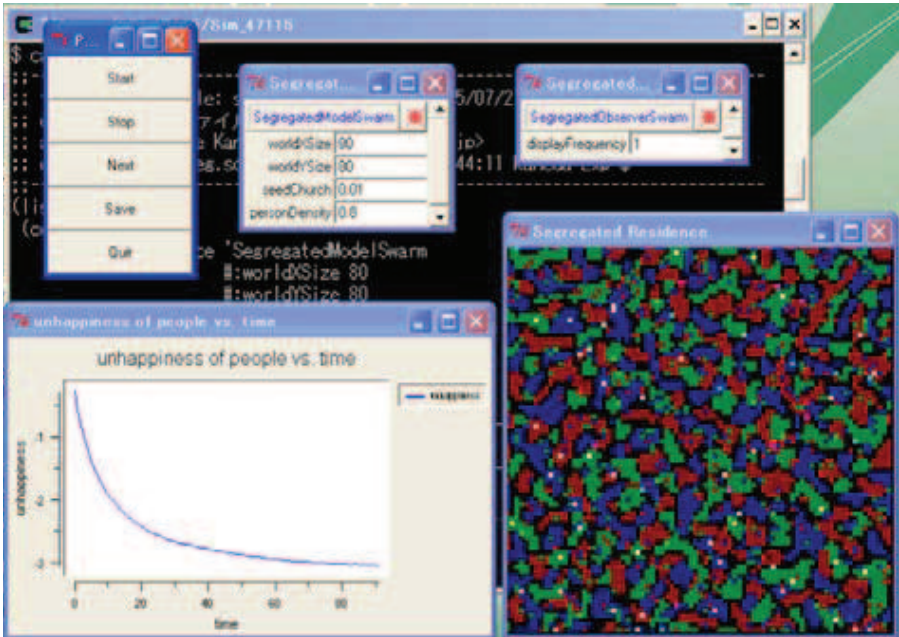 /Sim_47115
P...
Start
Stop
Next
Save
Quit
$ c
Segregat...
SegregatedModelSwarm
worldXSize 80
worldYSize 80
seedChurch 0.01
personDensity 0.8
Segregated...
SegregatedObserverSwarm
displayFrequency 1
5/07/2
44:11
(lis
'SegregatedModelSwarm
#:worldXSize 80
#:worldYSize 80
unhappiness of people vs. time
unhappiness of people vs. time
unhappiness
-1
-2
-3
0 20 40 60 80
time
Segregated Residence